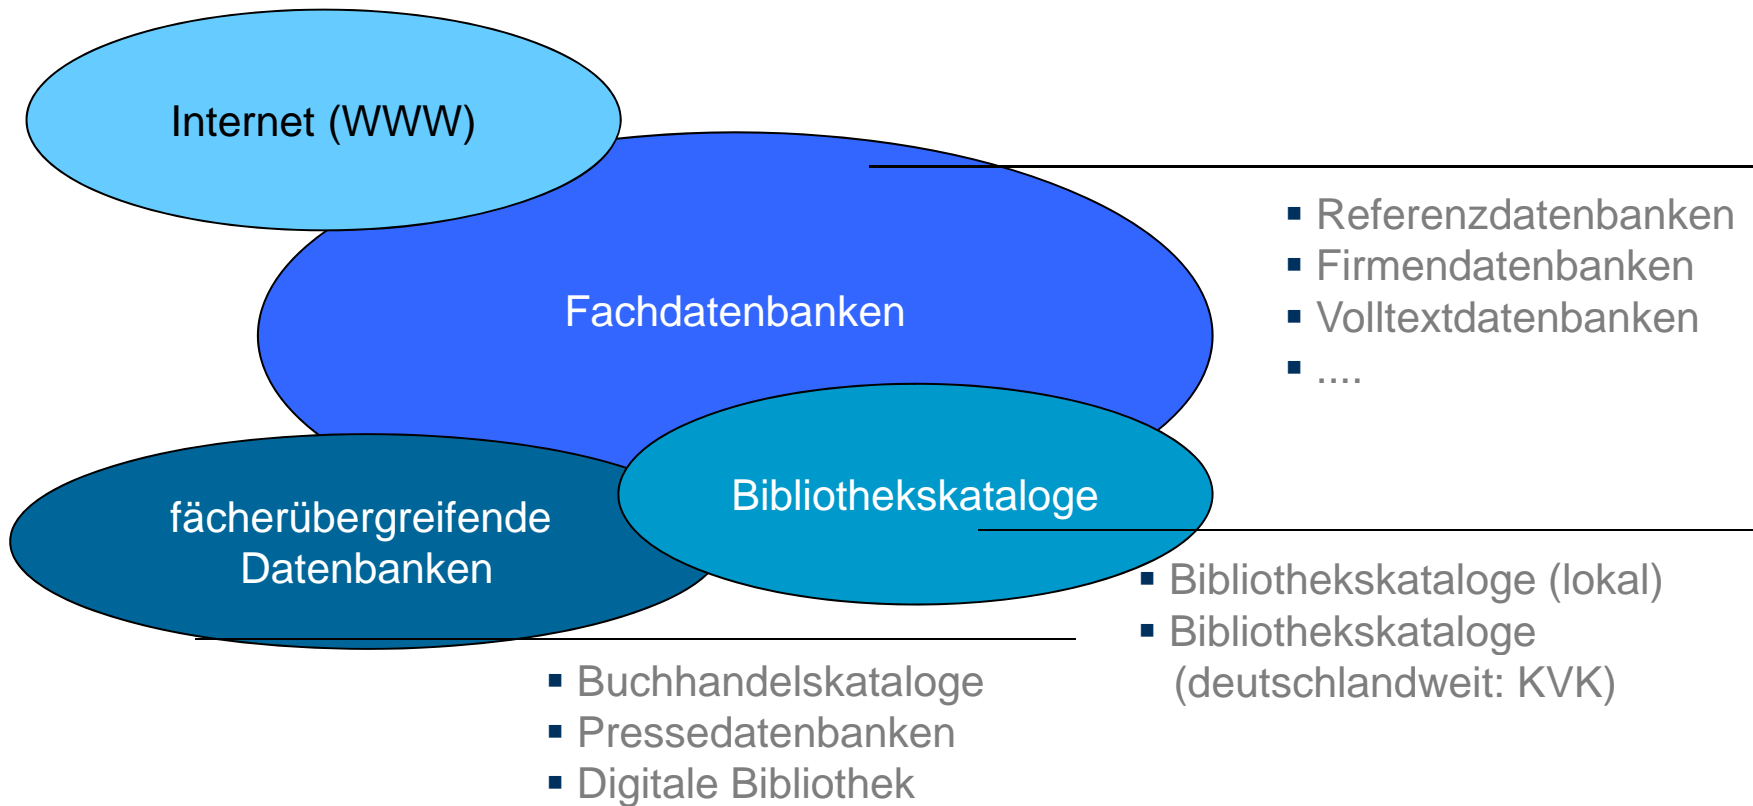 Internet (WWW)
Fachdatenbanken
▪ Referenzdatenbanken
▪ Firmendatenbanken
▪ Volltextdatenbanken
▪ ....
fächerübergreifende
Datenbanken
Bibliothekskataloge
▪ Bibliothekskataloge (lokal)
▪ Bibliothekskataloge
(deutschlandweit: KVK)
▪ Buchhandelskataloge
▪ Pressedatenbanken
▪ Digitale Bibliothek